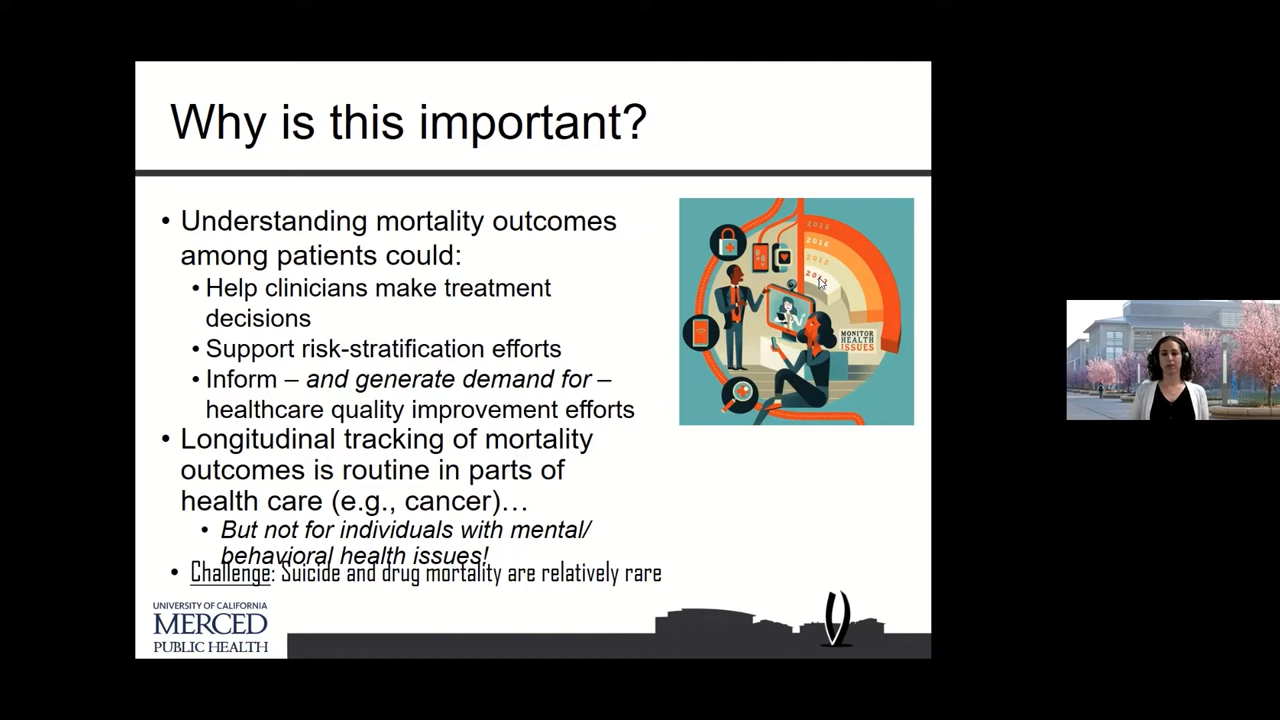 Why is this important?
• Understanding mortality outcomes
among patients could:
• Help clinicians make treatment
decisions
• Support risk-stratification efforts
• Inform – and generate demand for –
healthcare quality improvement efforts
• Longitudinal tracking of mortality
outcomes is routine in parts of
health care (e.g., cancer)…
• But not for individuals with mental/
behavioral health issues!
• Challenge: Suicide and drug mortality are relatively rare
MONITOR
HEALTH
ISSUES
UNIVERSITY OF CALIFORNIA
MERCED
PUBLIC HEALTH